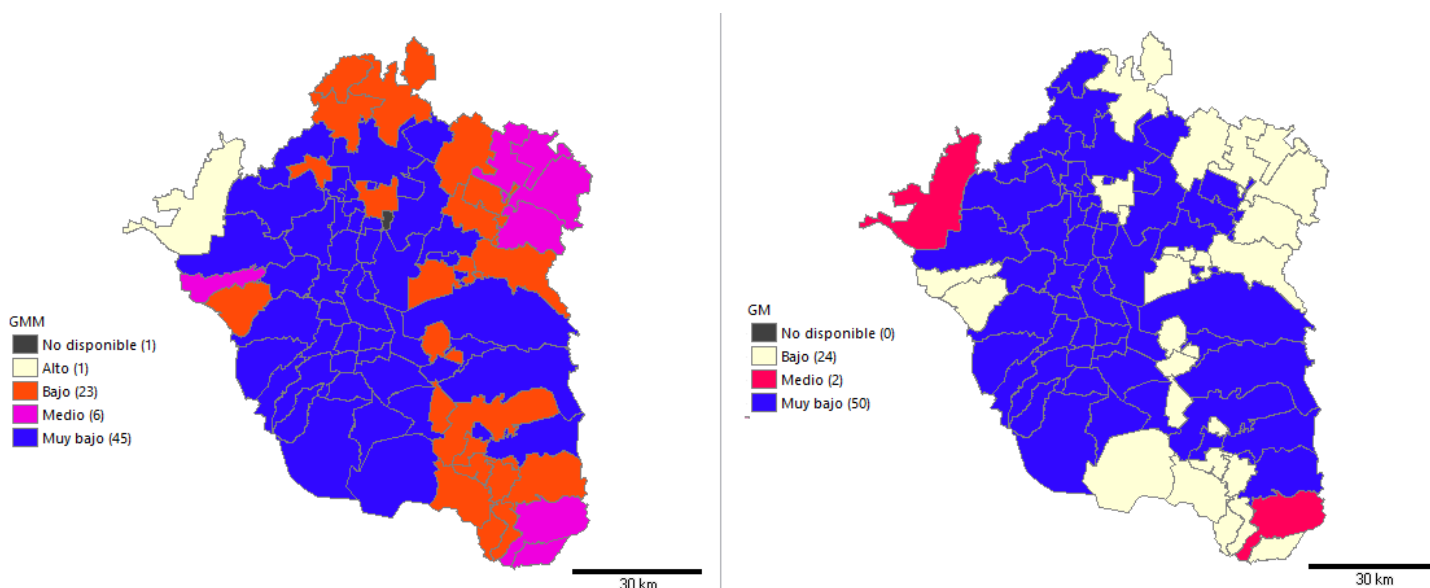 GMM
No disponible (1)
Alto (1)
Bajo (23)
Medio (6)
Muy bajo (45)
30 km
GM
No disponible (0)
Bajo (24)
Medio (2)
Muy bajo (50)
30 km